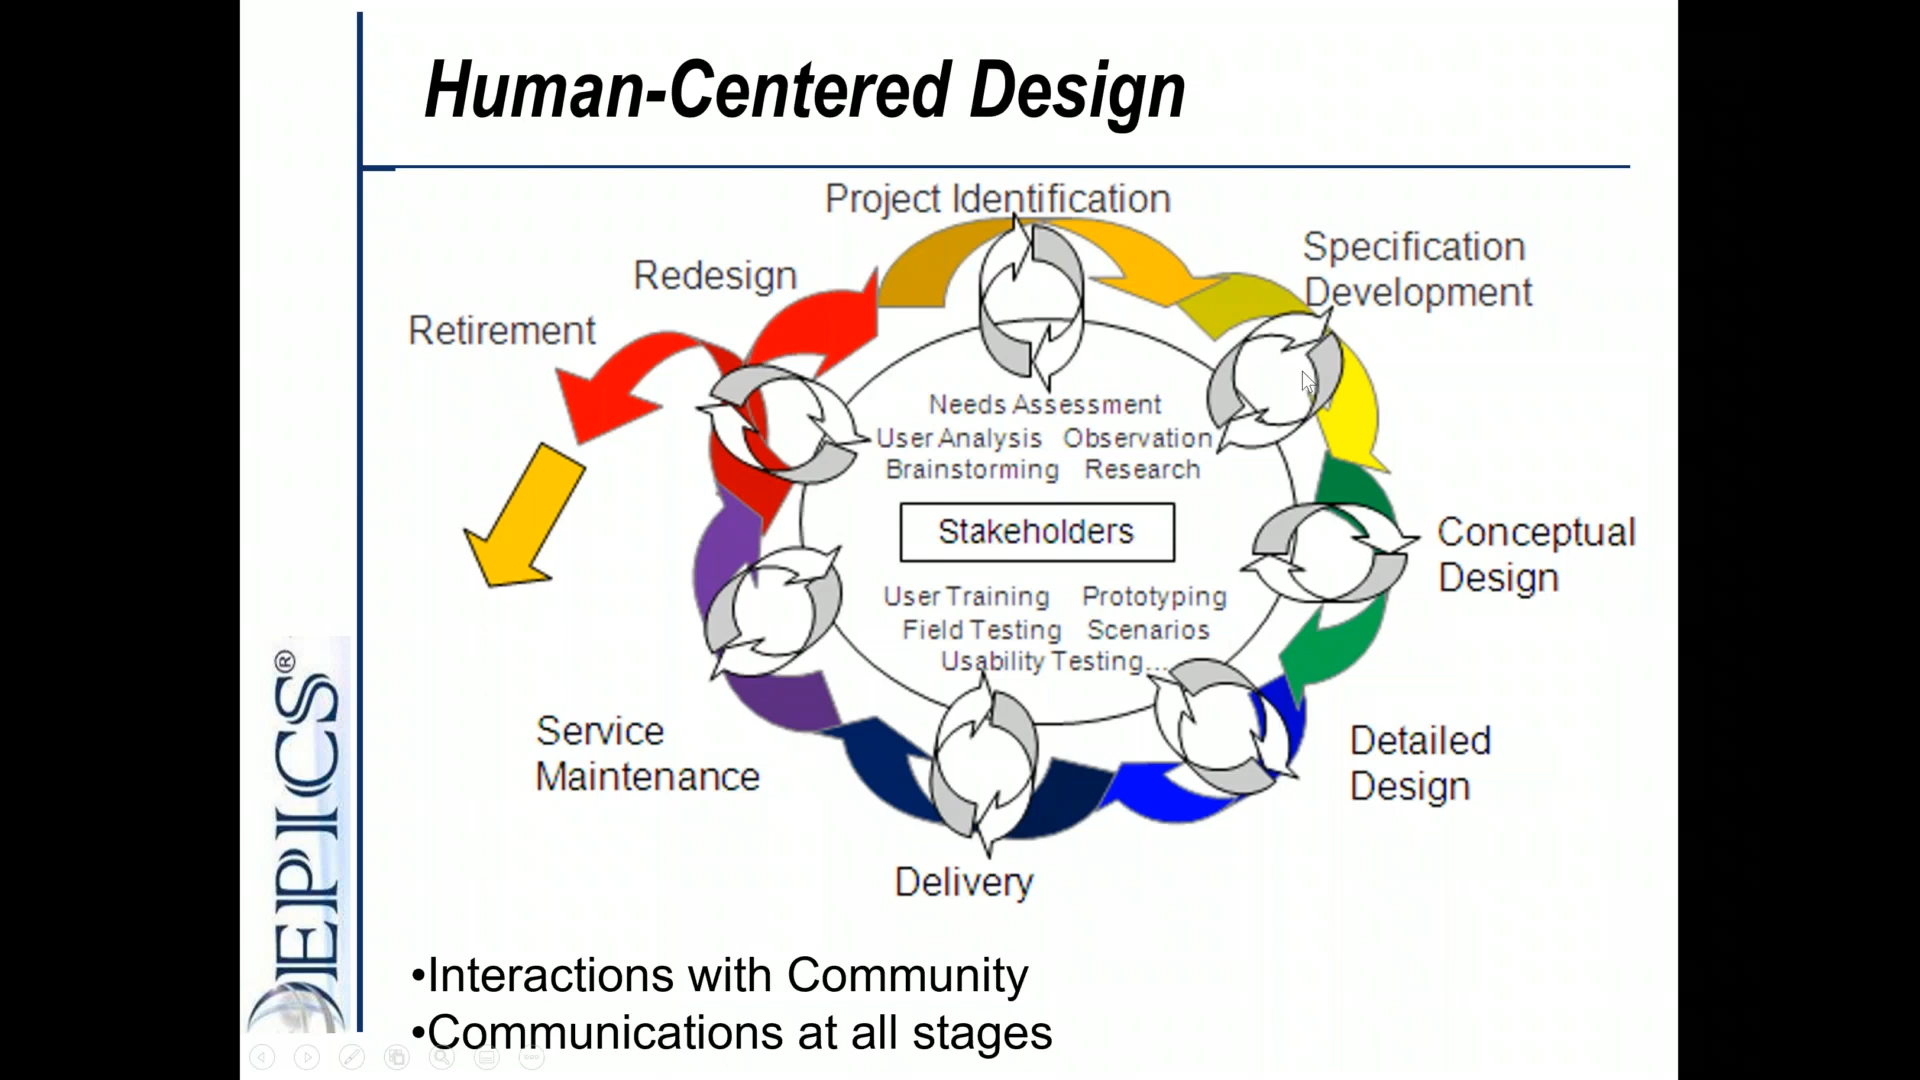 Human-Centered Design
Project Identification
Specification
Development
Redesign
Retirement
Needs Assessment
User Analysis Observation
Brainstorming Research
Stakeholders
Conceptual
Design
User Training Prototyping
Field Testing Scenarios
Usability Testing...
Service
Maintenance
Detailed
Design
Delivery
EPICS®
•Interactions with Community
•Communications at all stages